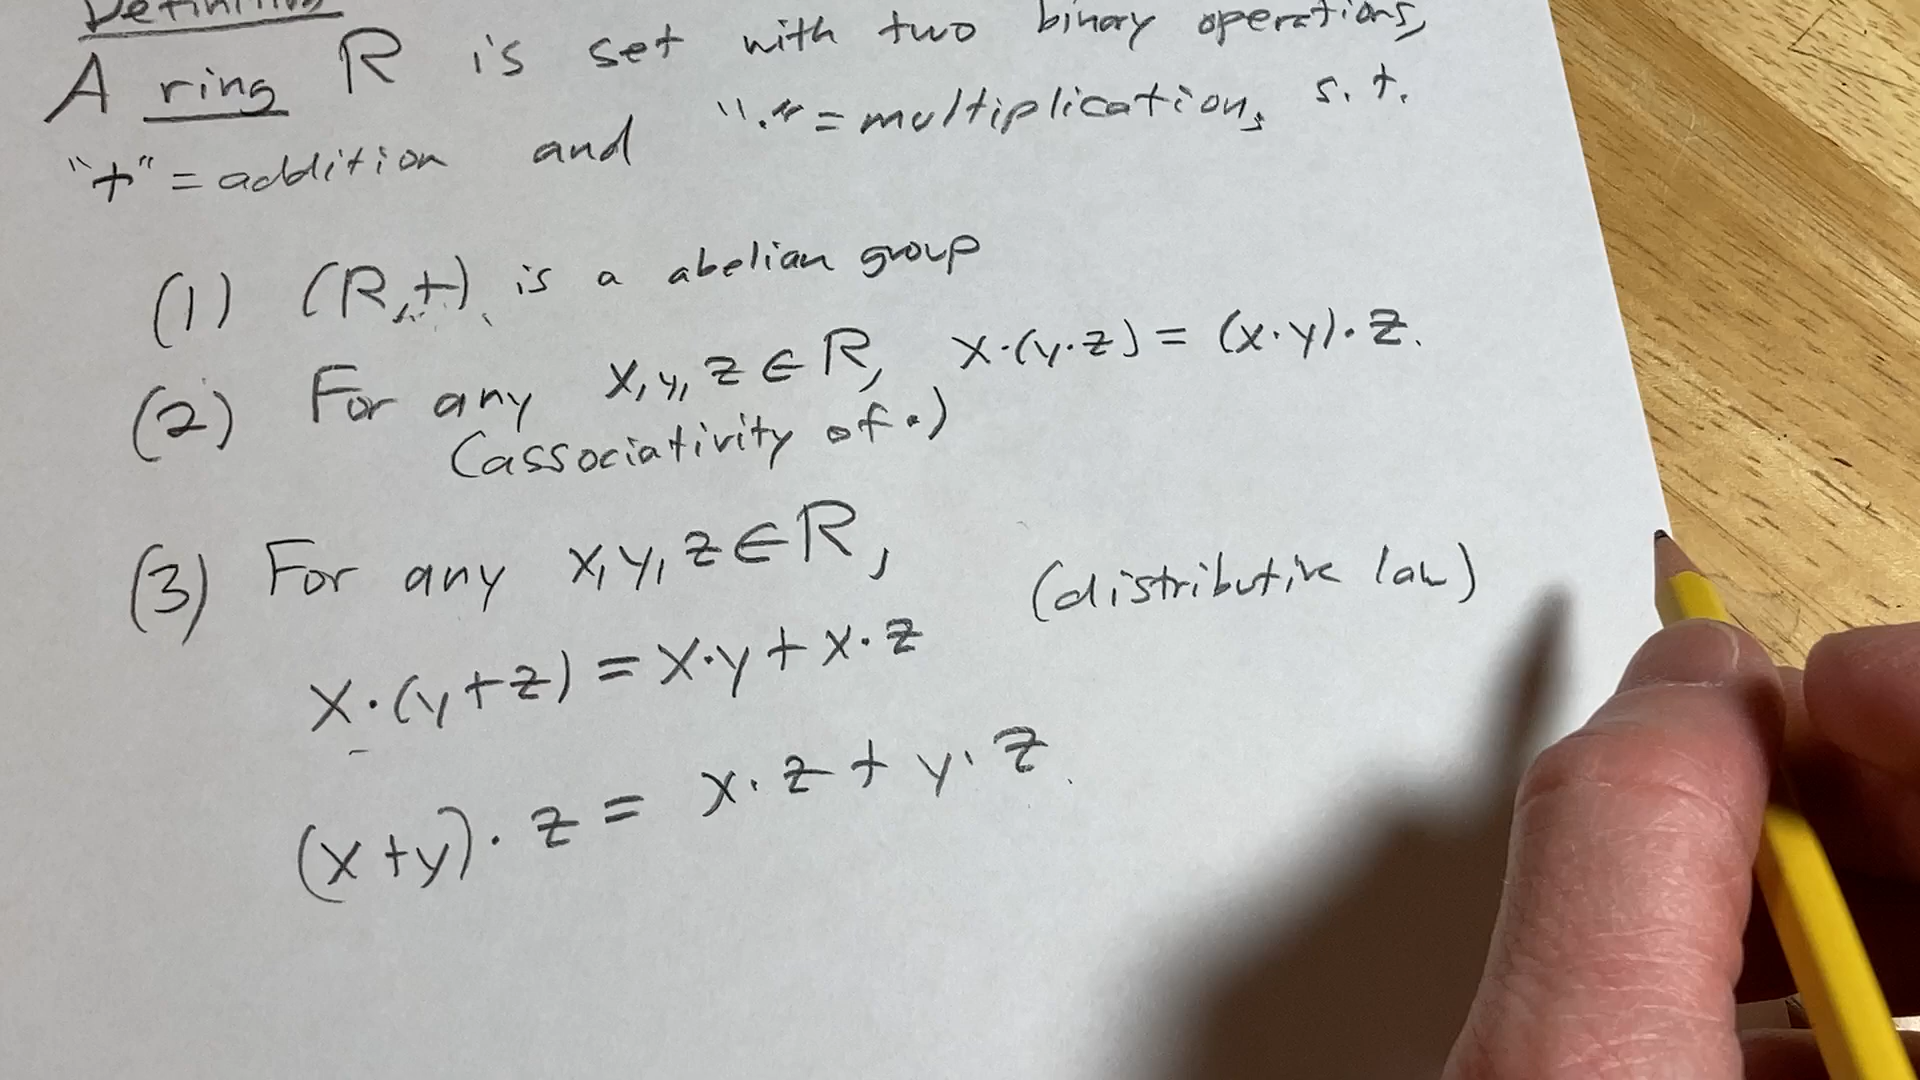 Definition
A ring R is set with two binary operations,
"+" = addition and "·" = multiplication, s.t.
(1) (R,+) is a abelian group
(2) For any x, y, z ∈ R, x·(y·z) = (x·y)·z.
(associativity of ·)
(3) For any x, y, z ∈ R,
(distributive law)
x·(y+z) = x·y + x·z
(x+y)·z = x·z + y·z.